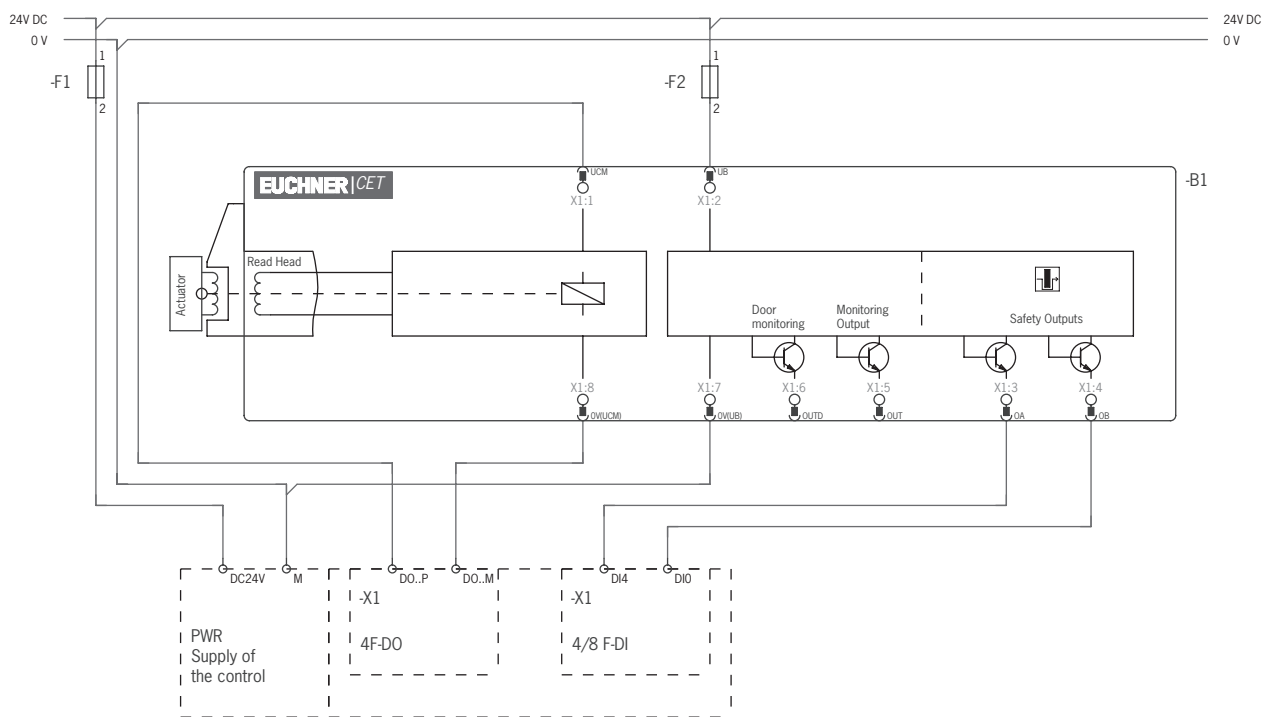 24V DC
24V DC
0 V
0 V
1
1
-F1
-F2
2
2
EUCHNER|CET
UCM
UB
-B1
X1:1
X1:2
Read Head
Actuator
Door
monitoring
Monitoring
Output
Safety Outputs
X1:8
X1:7
X1:6
X1:5
X1:3
X1:4
0V(UCM)
0V(UB)
OUTD
OUT
OA
OB
DC24V
M
DO..P
DO..M
DI4
DI0
-X1
-X1
PWR
Supply of
the control
4F-DO
4/8 F-DI